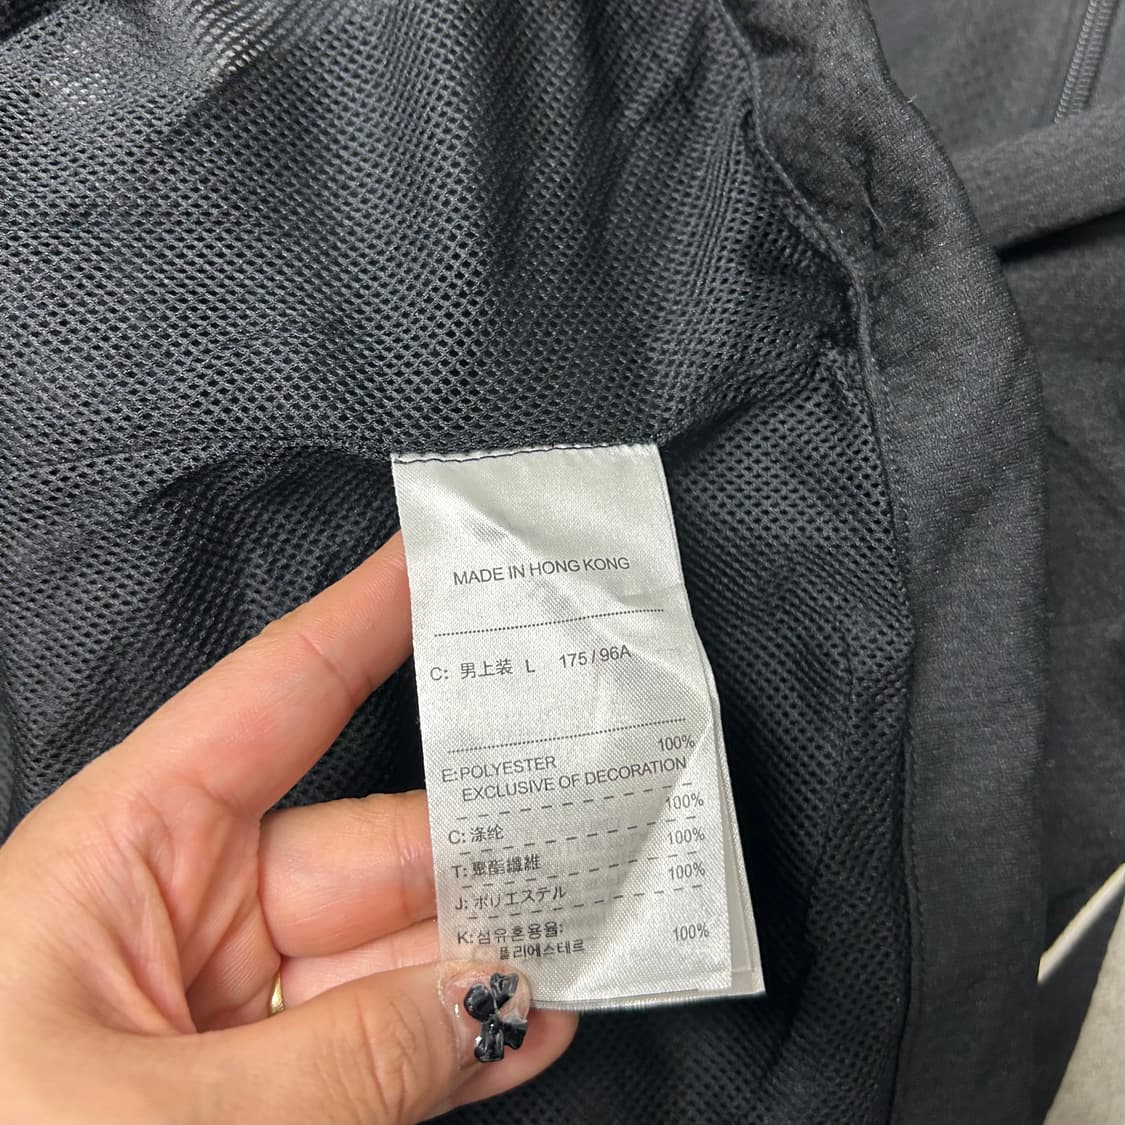 MADE IN HONG KONG
C: 男上装 L 175 / 96A
100%
E:POLYESTER
EXCLUSIVE OF DECORATION
100%
C: 涤纶
100%
T: 聚酯纖維
100%
J: ポリエステル
K:섬유혼용율:
폴리에스테르 100%